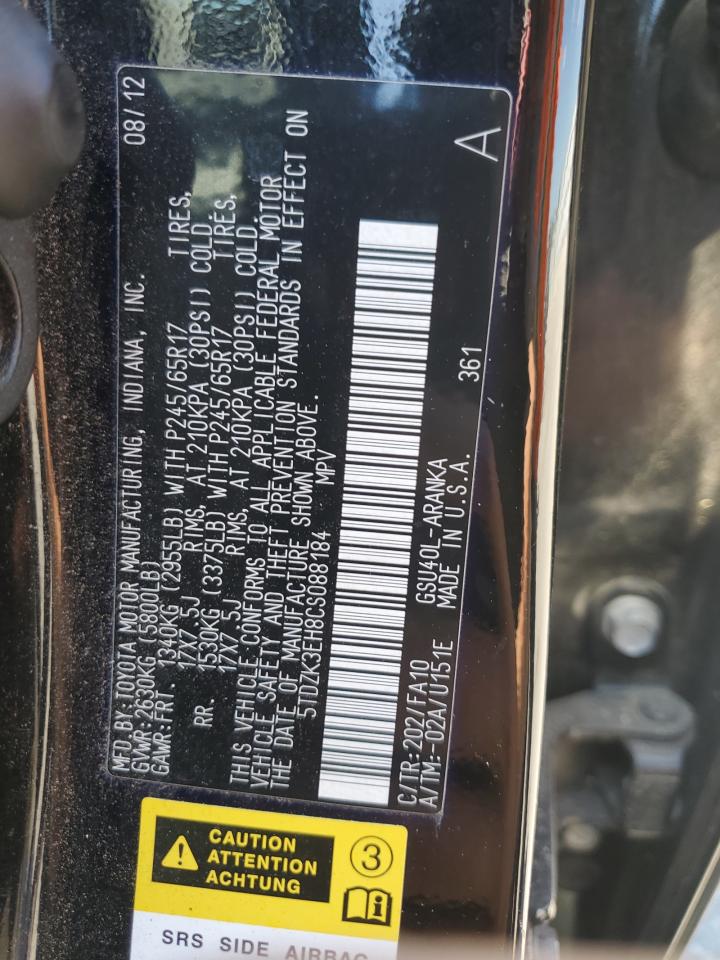 MFD BY: TOYOTA MOTOR MANUFACTURING, INDIANA, INC. 08/12
GVWR-2630KG (5800LB)
GAWR-FRT. 1340KG (2955LB) WITH P245/65R17 TIRES,
17X7.5J RIMS, AT 210KPA (30PSI) COLD
RR. 1530KG (3375LB) WITH P245/65R17 TIRES,
17X7.5J RIMS, AT 210KPA (30PSI) COLD.
THIS VEHICLE CONFORMS TO ALL APPLICABLE FEDERAL MOTOR
VEHICLE SAFETY AND THEFT PREVENTION STANDARDS IN EFFECT ON
THE DATE OF MANUFACTURE SHOWN ABOVE.
5TDZK3EH8CS088184 MPV
C/TR:202/FA10 GSU40L-ARANKA 361 A
A/TM:-02A/U151E MADE IN U.S.A.
CAUTION
ATTENTION
ACHTUNG
3
i
SRS SIDE AIRBAG